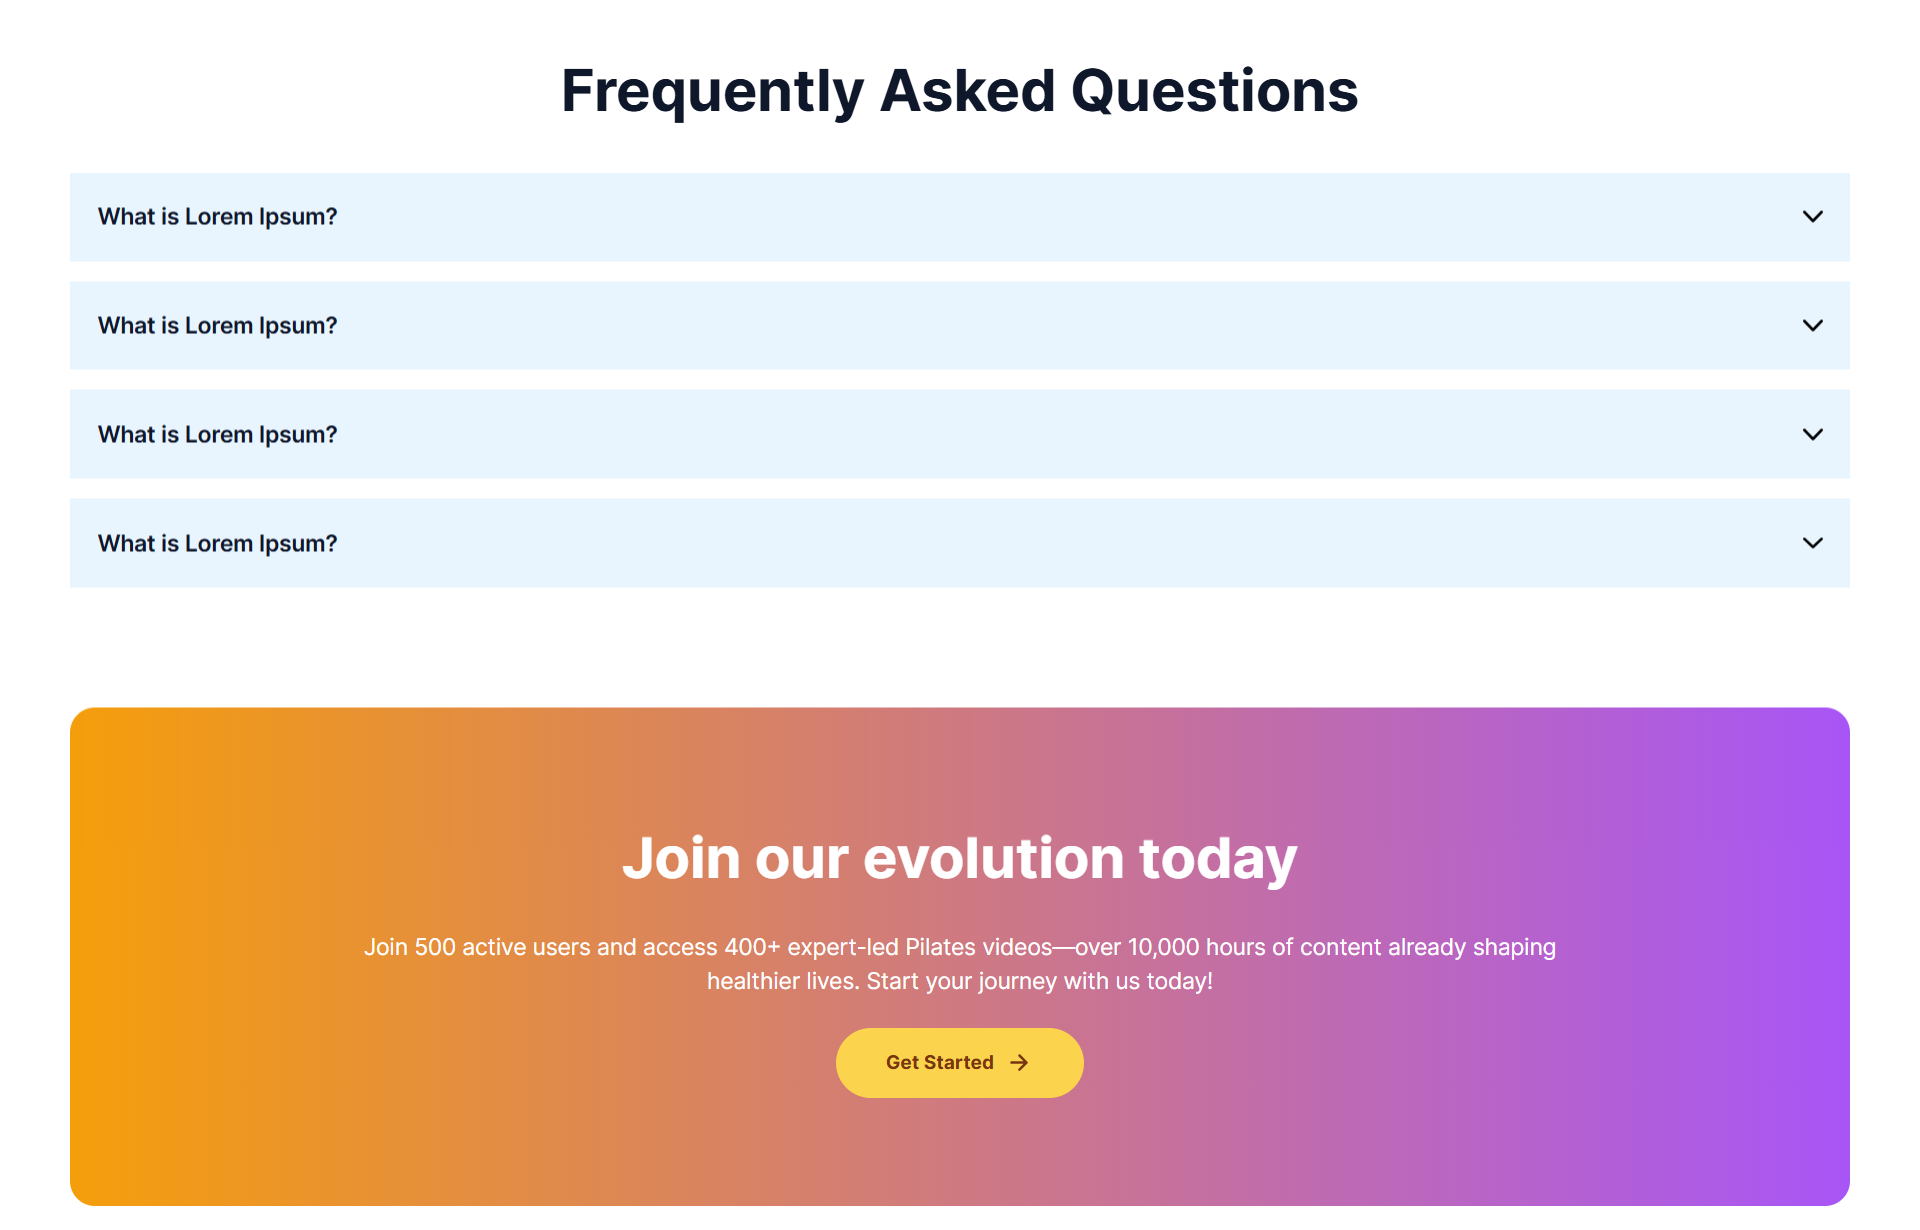 Frequently Asked Questions
What is Lorem Ipsum?
What is Lorem Ipsum?
What is Lorem Ipsum?
What is Lorem Ipsum?
Join our evolution today
Join 500 active users and access 400+ expert-led Pilates videos—over 10,000 hours of content already shaping
healthier lives. Start your journey with us today!
Get Started